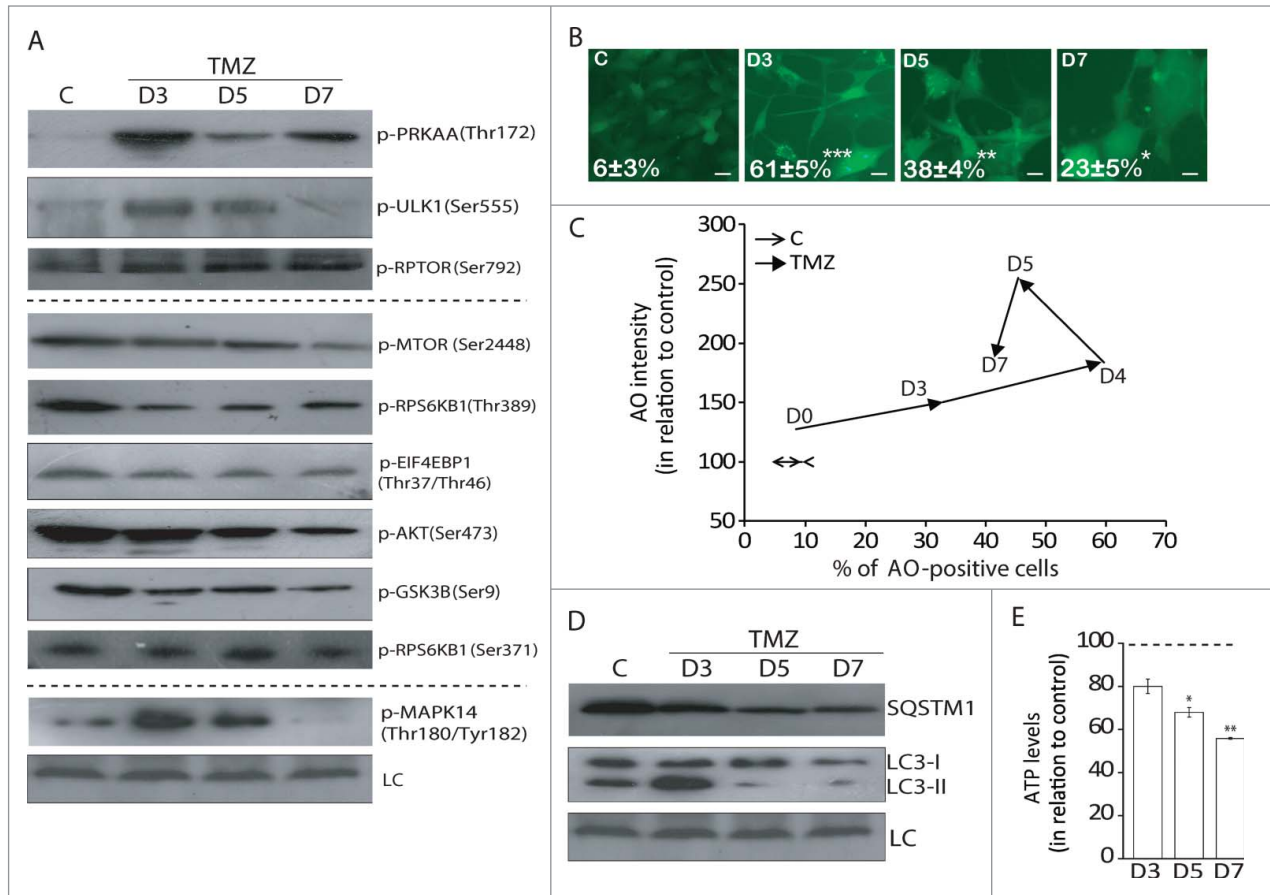 A
TMZ
C D3 D5 D7
p-PRKAA(Thr172)
p-ULK1(Ser555)
p-RPTOR(Ser792)
p-MTOR (Ser2448)
p-RPS6KB1(Thr389)
p-EIF4EBP1
(Thr37/Thr46)
p-AKT(Ser473)
p-GSK3B(Ser9)
p-RPS6KB1(Ser371)
p-MAPK14
(Thr180/Tyr182)
LC
B
C D3 D5 D7
6±3% 61±5%*** 38±4%** 23±5%*
C
C
TMZ
AO intensity
(in relation to control)
300
250
200
150
100
50
D0
D3
D4
D5
D7
0 10 20 30 40 50 60 70
% of AO-positive cells
D
TMZ
C D3 D5 D7
SQSTM1
LC3-I
LC3-II
LC
E
ATP levels
(in relation to control)
100
80
60
40
20
0
*
**
D3 D5 D7